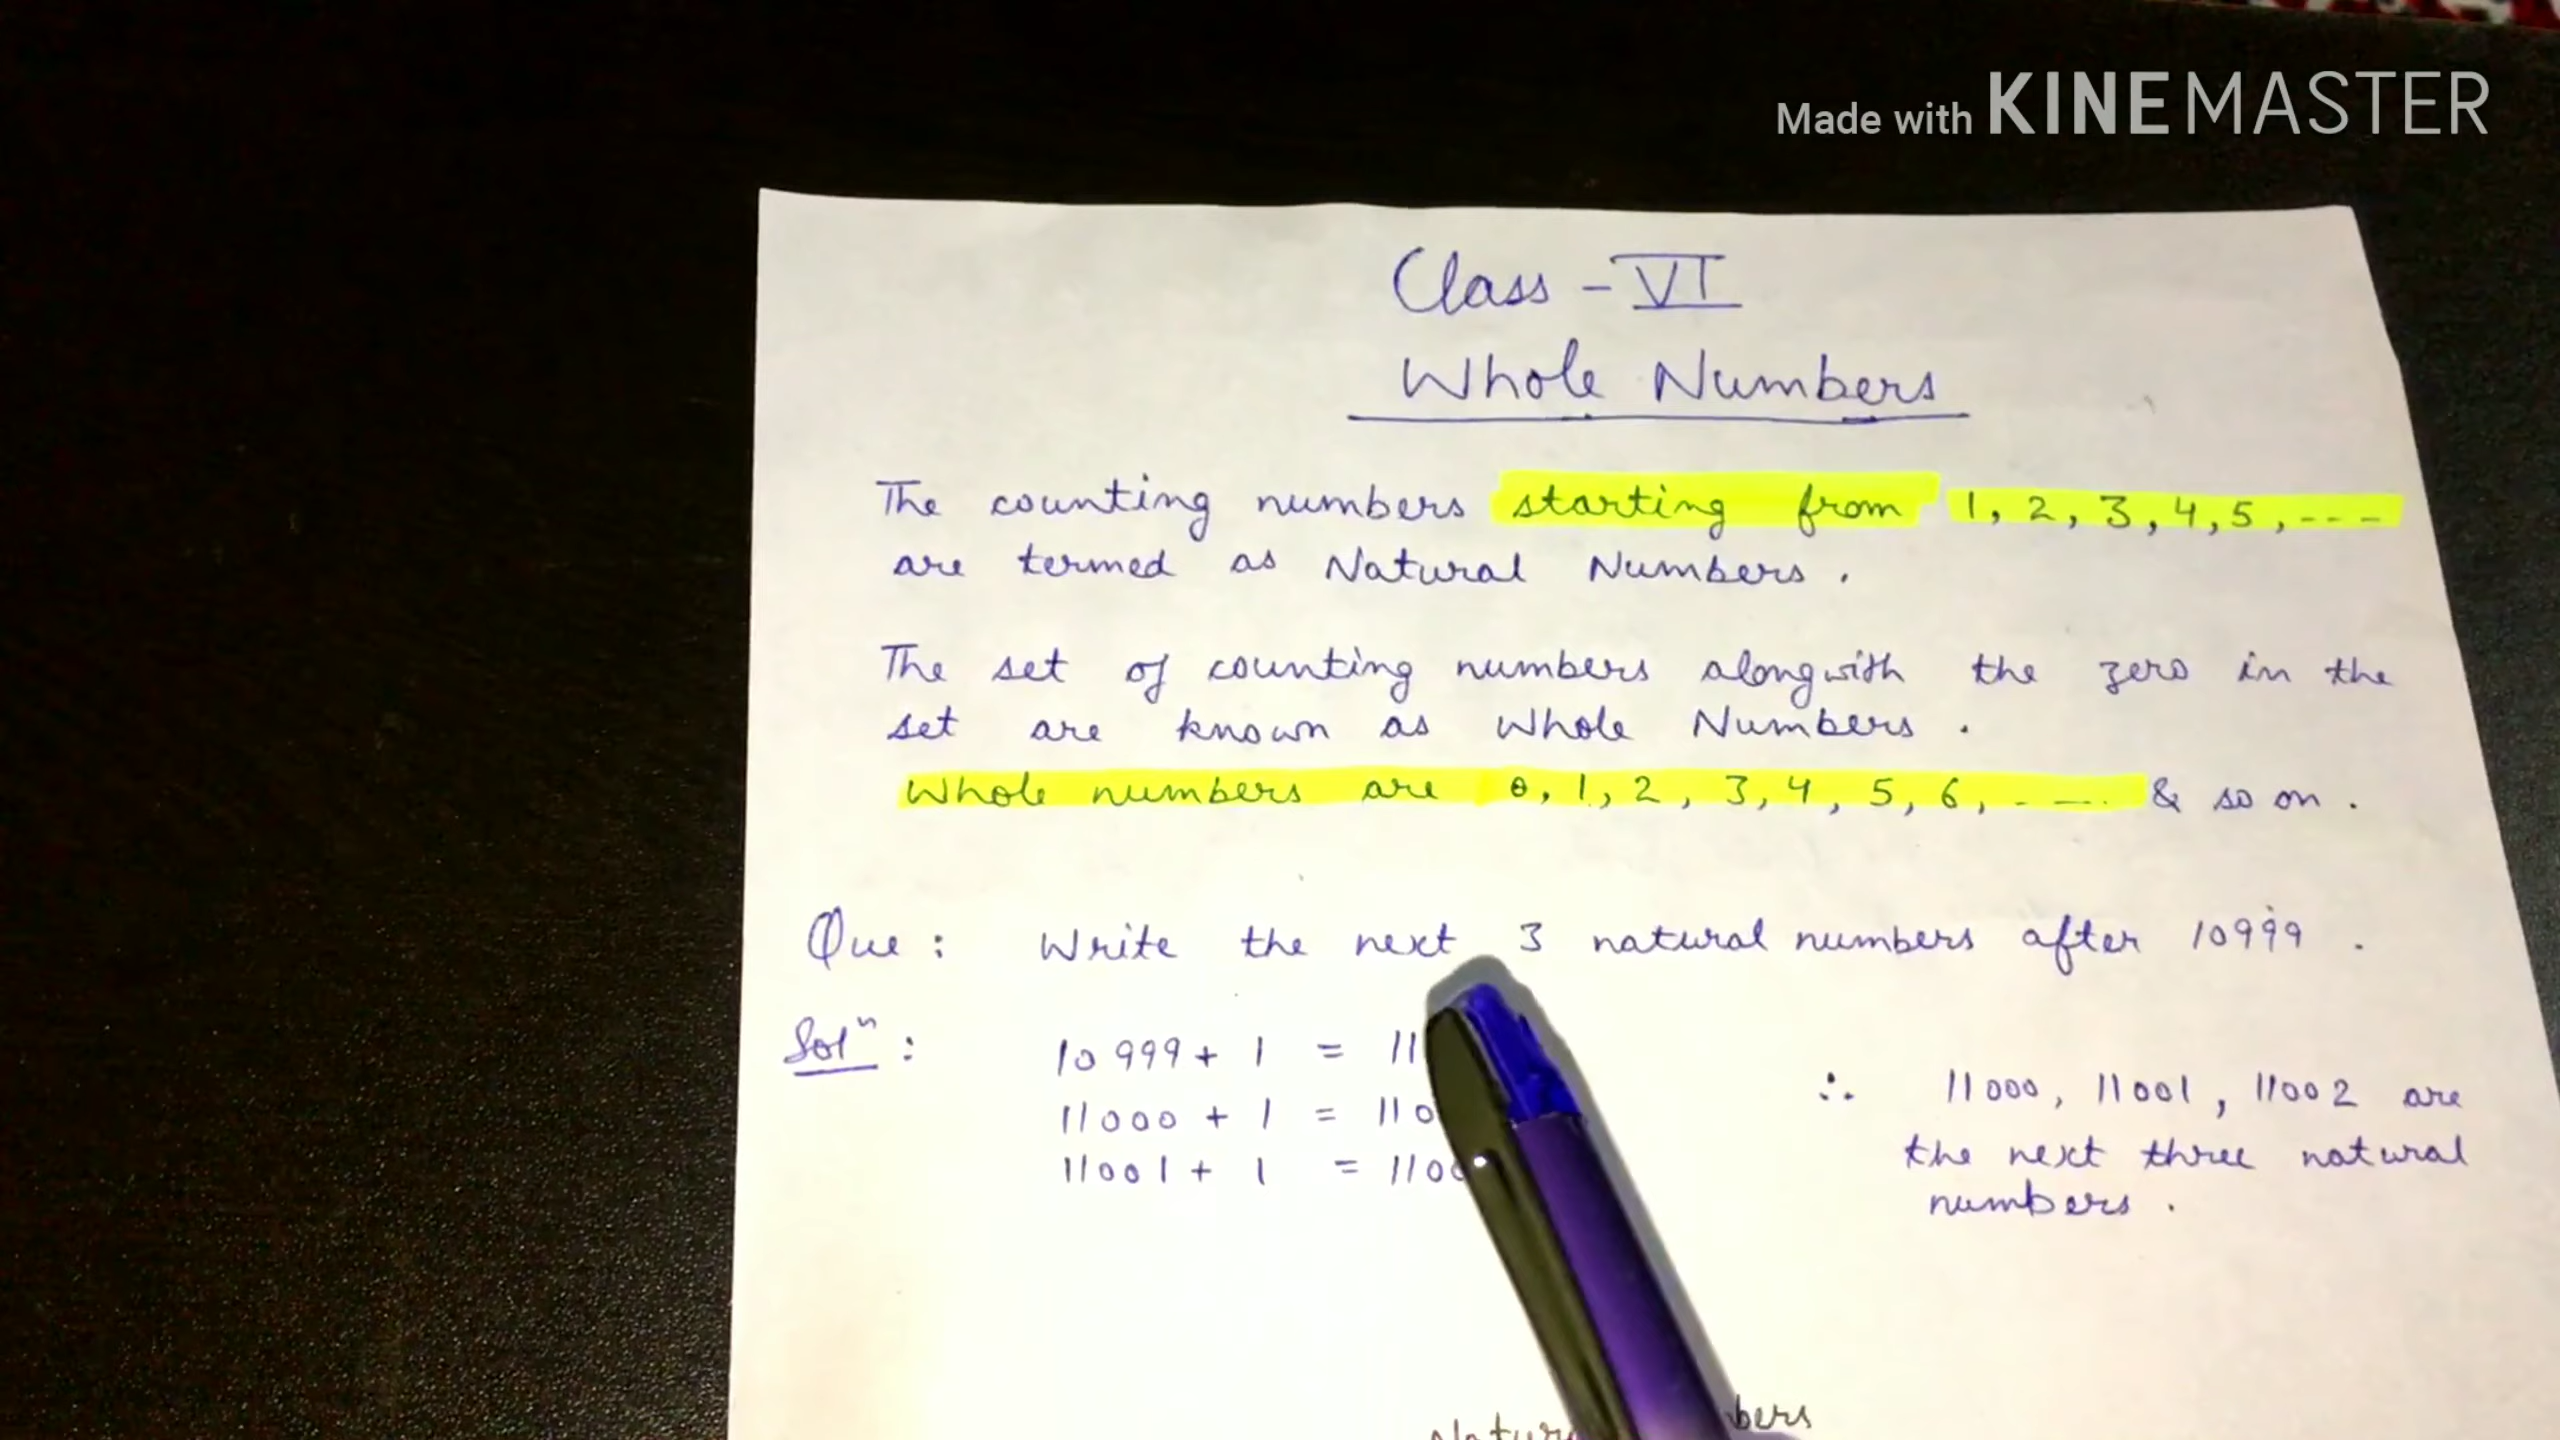 Made with KINEMASTER
Class - VI
Whole Numbers
The counting numbers starting from 1, 2, 3, 4, 5, ---
are termed as Natural Numbers.
The set of counting numbers alongwith the zero in the
set are known as Whole Numbers.
Whole numbers are 0, 1, 2, 3, 4, 5, 6, - -- & so on.
Que: Write the next 3 natural numbers after 10999.
Solⁿ:
10999 + 1 = 11
11000 + 1 = 110
11001 + 1 = 110
∴ 11000, 11001, 11002 are
the next three natural
numbers.